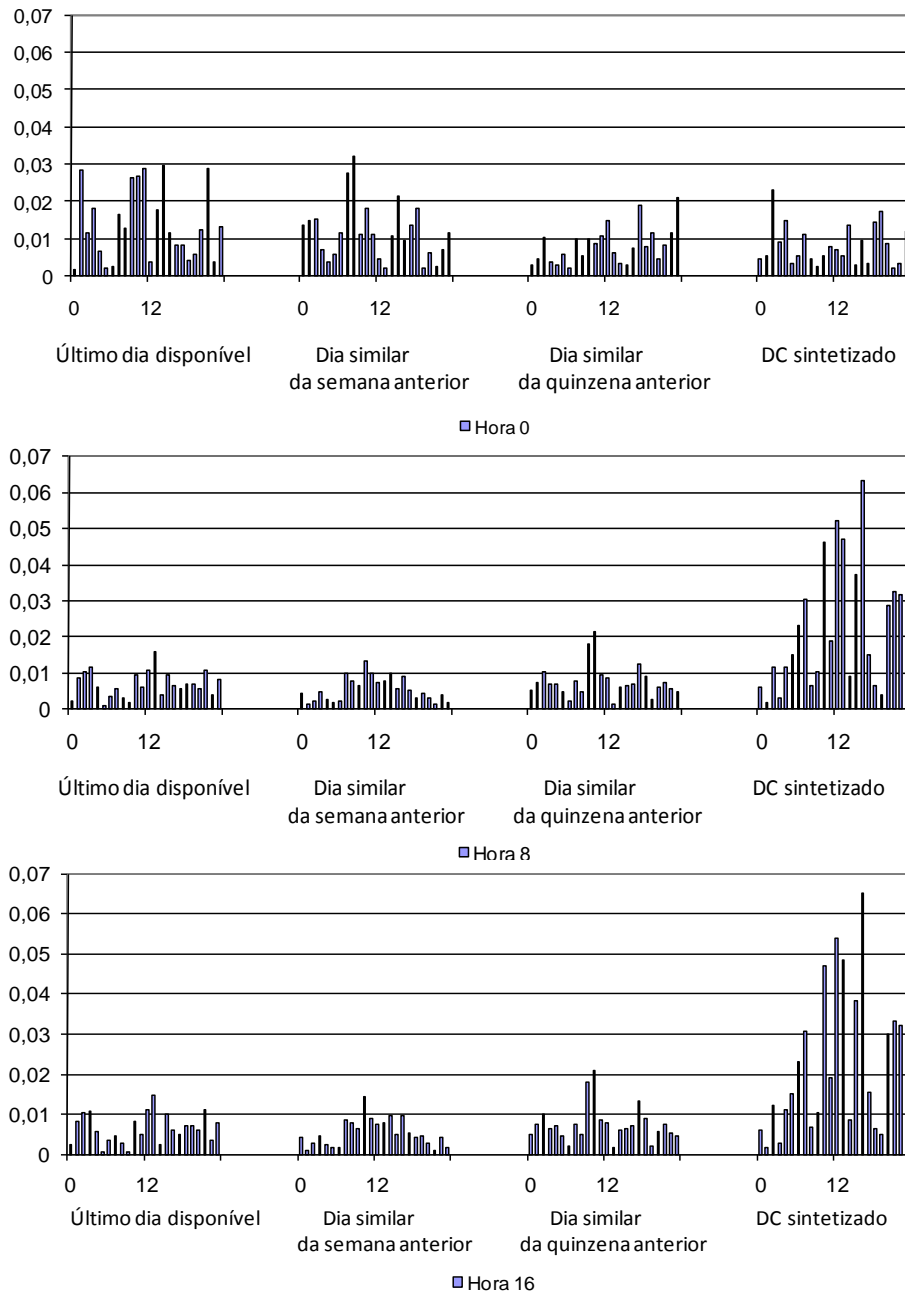 0,07
0,06
0,05
0,04
0,03
0,02
0,01
0
0 12 0 12 0 12 0 12
Último dia disponível Dia similar Dia similar DC sintetizado
da semana anterior da quinzena anterior
Hora 0
0,07
0,06
0,05
0,04
0,03
0,02
0,01
0
0 12 0 12 0 12 0 12
Último dia disponível Dia similar Dia similar DC sintetizado
da semana anterior da quinzena anterior
Hora 8
0,07
0,06
0,05
0,04
0,03
0,02
0,01
0
0 12 0 12 0 12 0 12
Último dia disponível Dia similar Dia similar DC sintetizado
da semana anterior da quinzena anterior
Hora 16